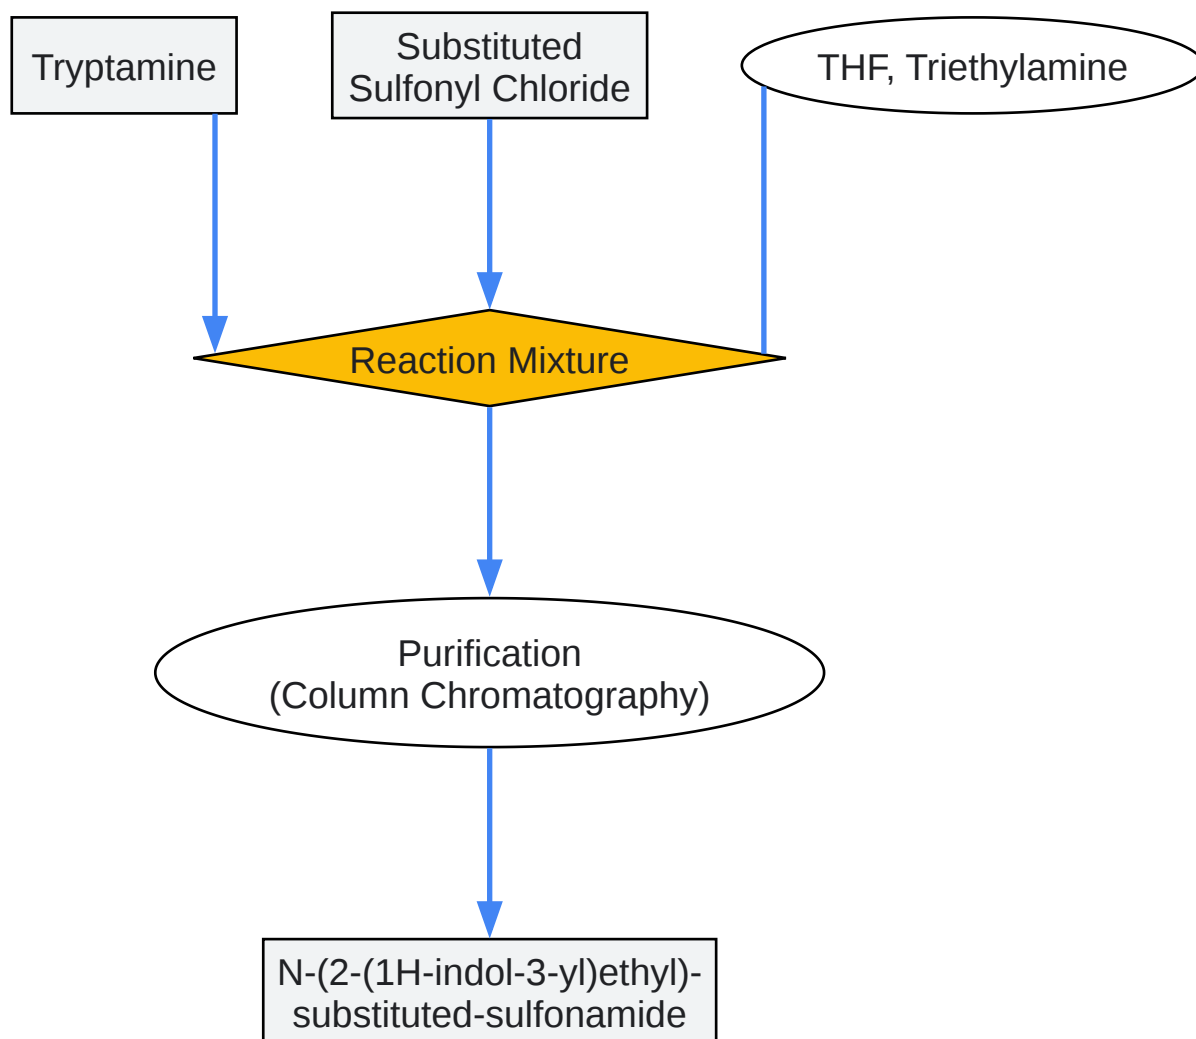 Tryptamine
Substituted
Sulfonyl Chloride
THF, Triethylamine
Reaction Mixture
Purification
(Column Chromatography)
N-(2-(1H-indol-3-yl)ethyl)-
substituted-sulfonamide